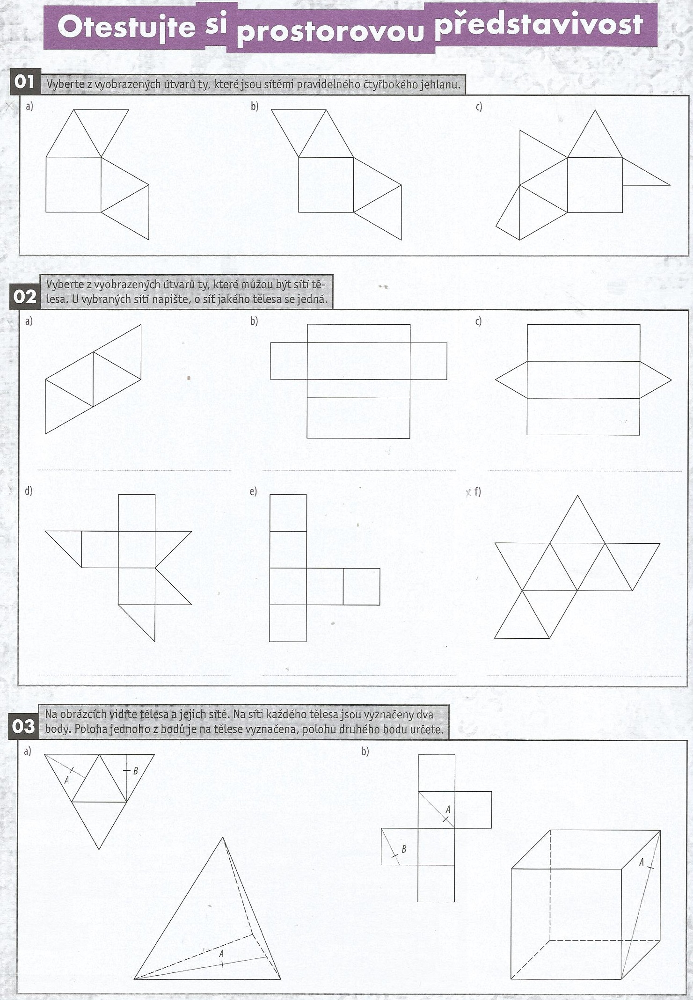 Otestujte si prostorovou představivost
01 Vyberte z vyobrazených útvarů ty, které jsou sítěmi pravidelného čtyřbokého jehlanu.
a) b) c)
02 Vyberte z vyobrazených útvarů ty, které můžou být sítí tě-
lesa. U vybraných sítí napište, o síť jakého tělesa se jedná.
a) b) c)
d) e) f)
03 Na obrázcích vidíte tělesa a jejich sítě. Na síti každého tělesa jsou vyznačeny dva
body. Poloha jednoho z bodů je na tělese vyznačena, polohu druhého bodu určete.
a) b)
A B
A
B
A
A